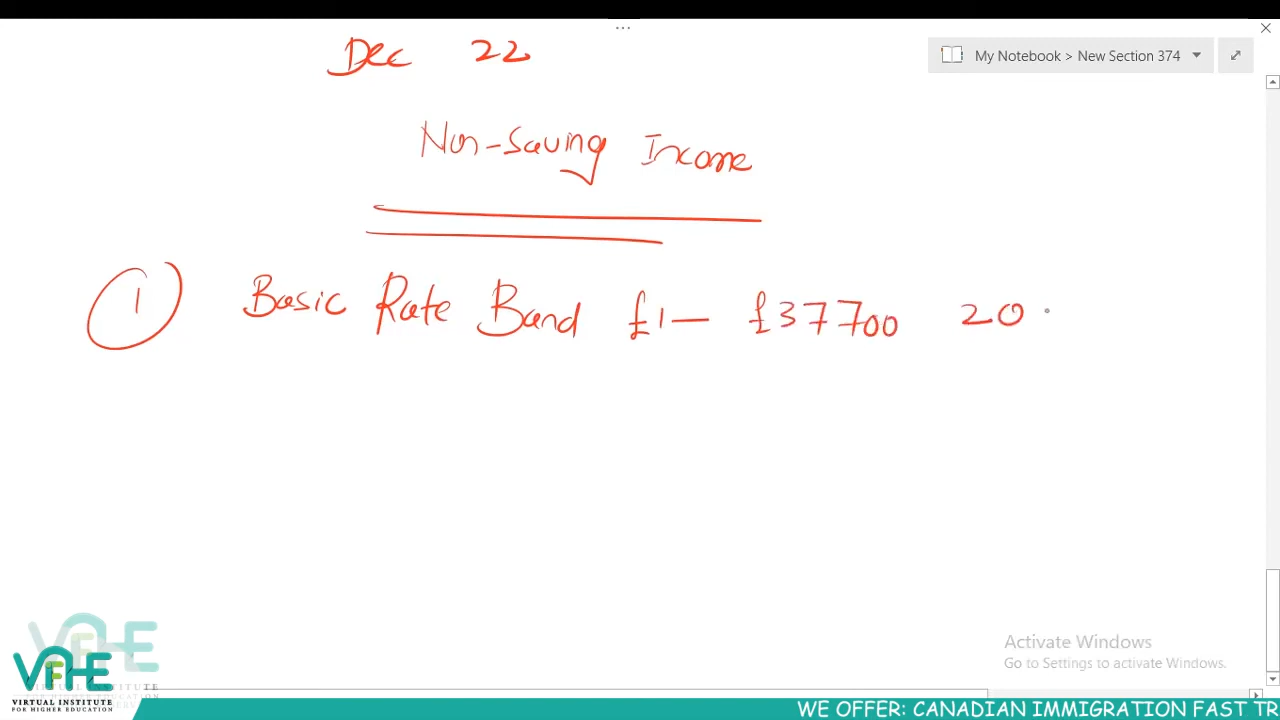 ...
My Notebook > New Section 374
Dec 22
Non-Saving Income
1 Basic Rate Band £1 — £37700 20
Activate Windows
Go to Settings to activate Windows.
VFHE
VIRTUAL INSTITUTE
FOR HIGHER EDUCATION
WE OFFER: CANADIAN IMMIGRATION FAST TR